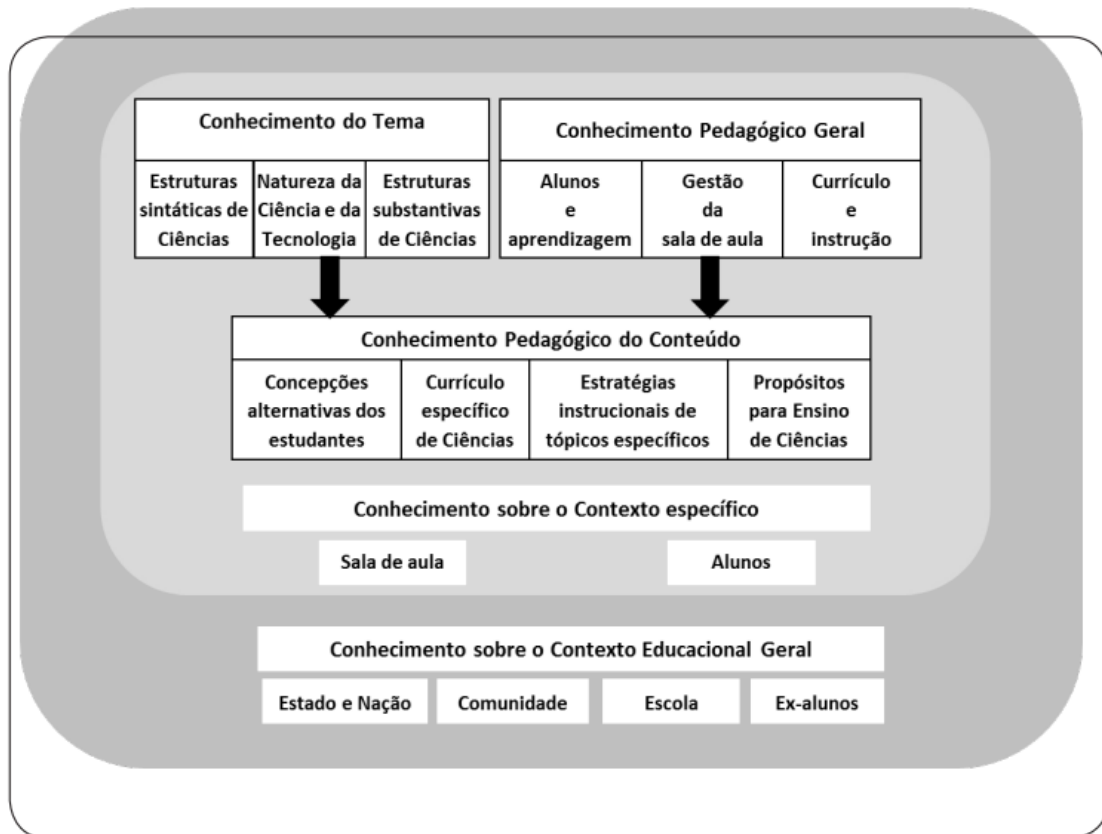 Conhecimento do Tema
Conhecimento Pedagógico Geral
Estruturas
sintáticas de
Ciências
Natureza da
Ciência e da
Tecnologia
Estruturas
substantivas
de Ciências
Alunos
e
aprendizagem
Gestão
da
sala de aula
Currículo
e
instrução
Conhecimento Pedagógico do Conteúdo
Concepções
alternativas dos
estudantes
Currículo
específico
de Ciências
Estratégias
instrucionais de
tópicos específicos
Propósitos
para Ensino
de Ciências
Conhecimento sobre o Contexto específico
Sala de aula
Alunos
Conhecimento sobre o Contexto Educacional Geral
Estado e Nação
Comunidade
Escola
Ex-alunos